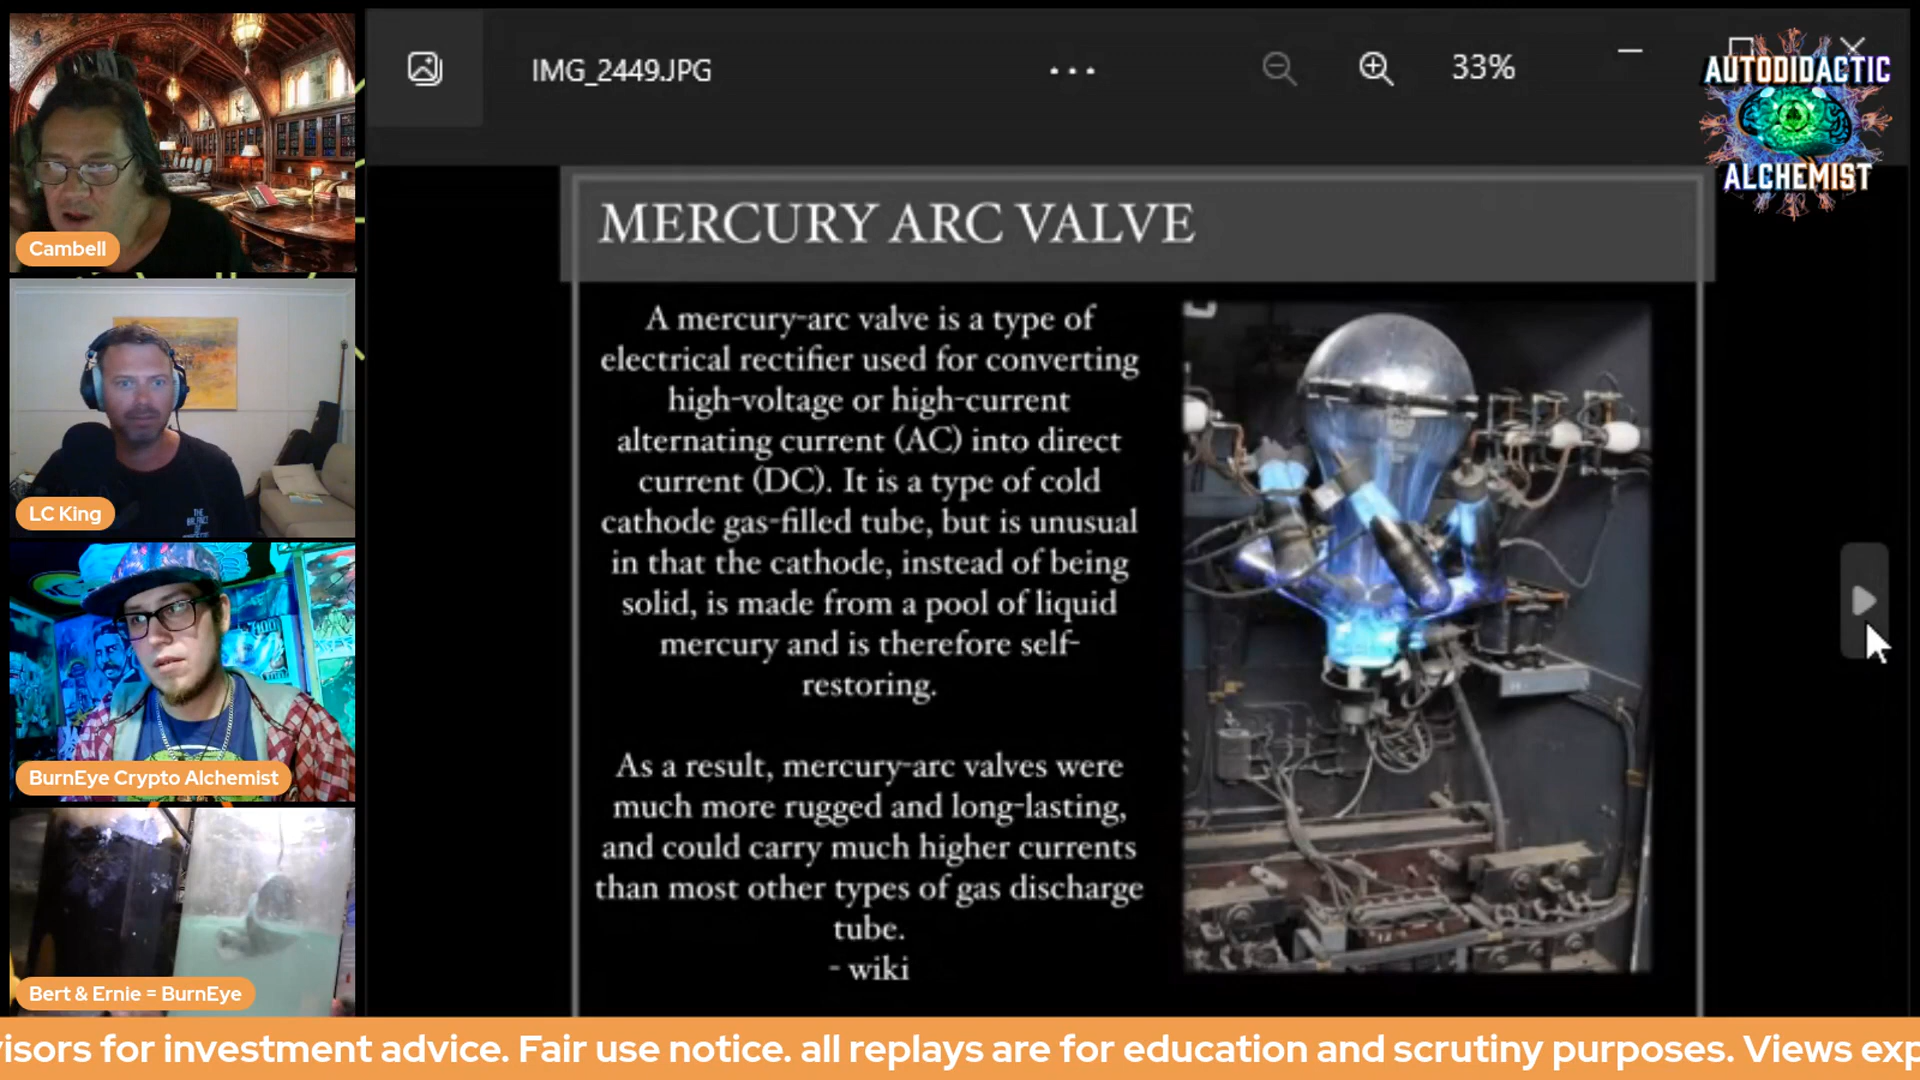 IMG_2449.JPG
33%
AUTODIDACTIC
ALCHEMIST
MERCURY ARC VALVE
A mercury-arc valve is a type of
electrical rectifier used for converting
high-voltage or high-current
alternating current (AC) into direct
current (DC). It is a type of cold
cathode gas-filled tube, but is unusual
in that the cathode, instead of being
solid, is made from a pool of liquid
mercury and is therefore self-
restoring.
As a result, mercury-arc valves were
much more rugged and long-lasting,
and could carry much higher currents
than most other types of gas discharge
tube.
- wiki
Cambell
LC King
BurnEye Crypto Alchemist
Bert & Ernie = BurnEye
visors for investment advice. Fair use notice. all replays are for education and scrutiny purposes. Views exp